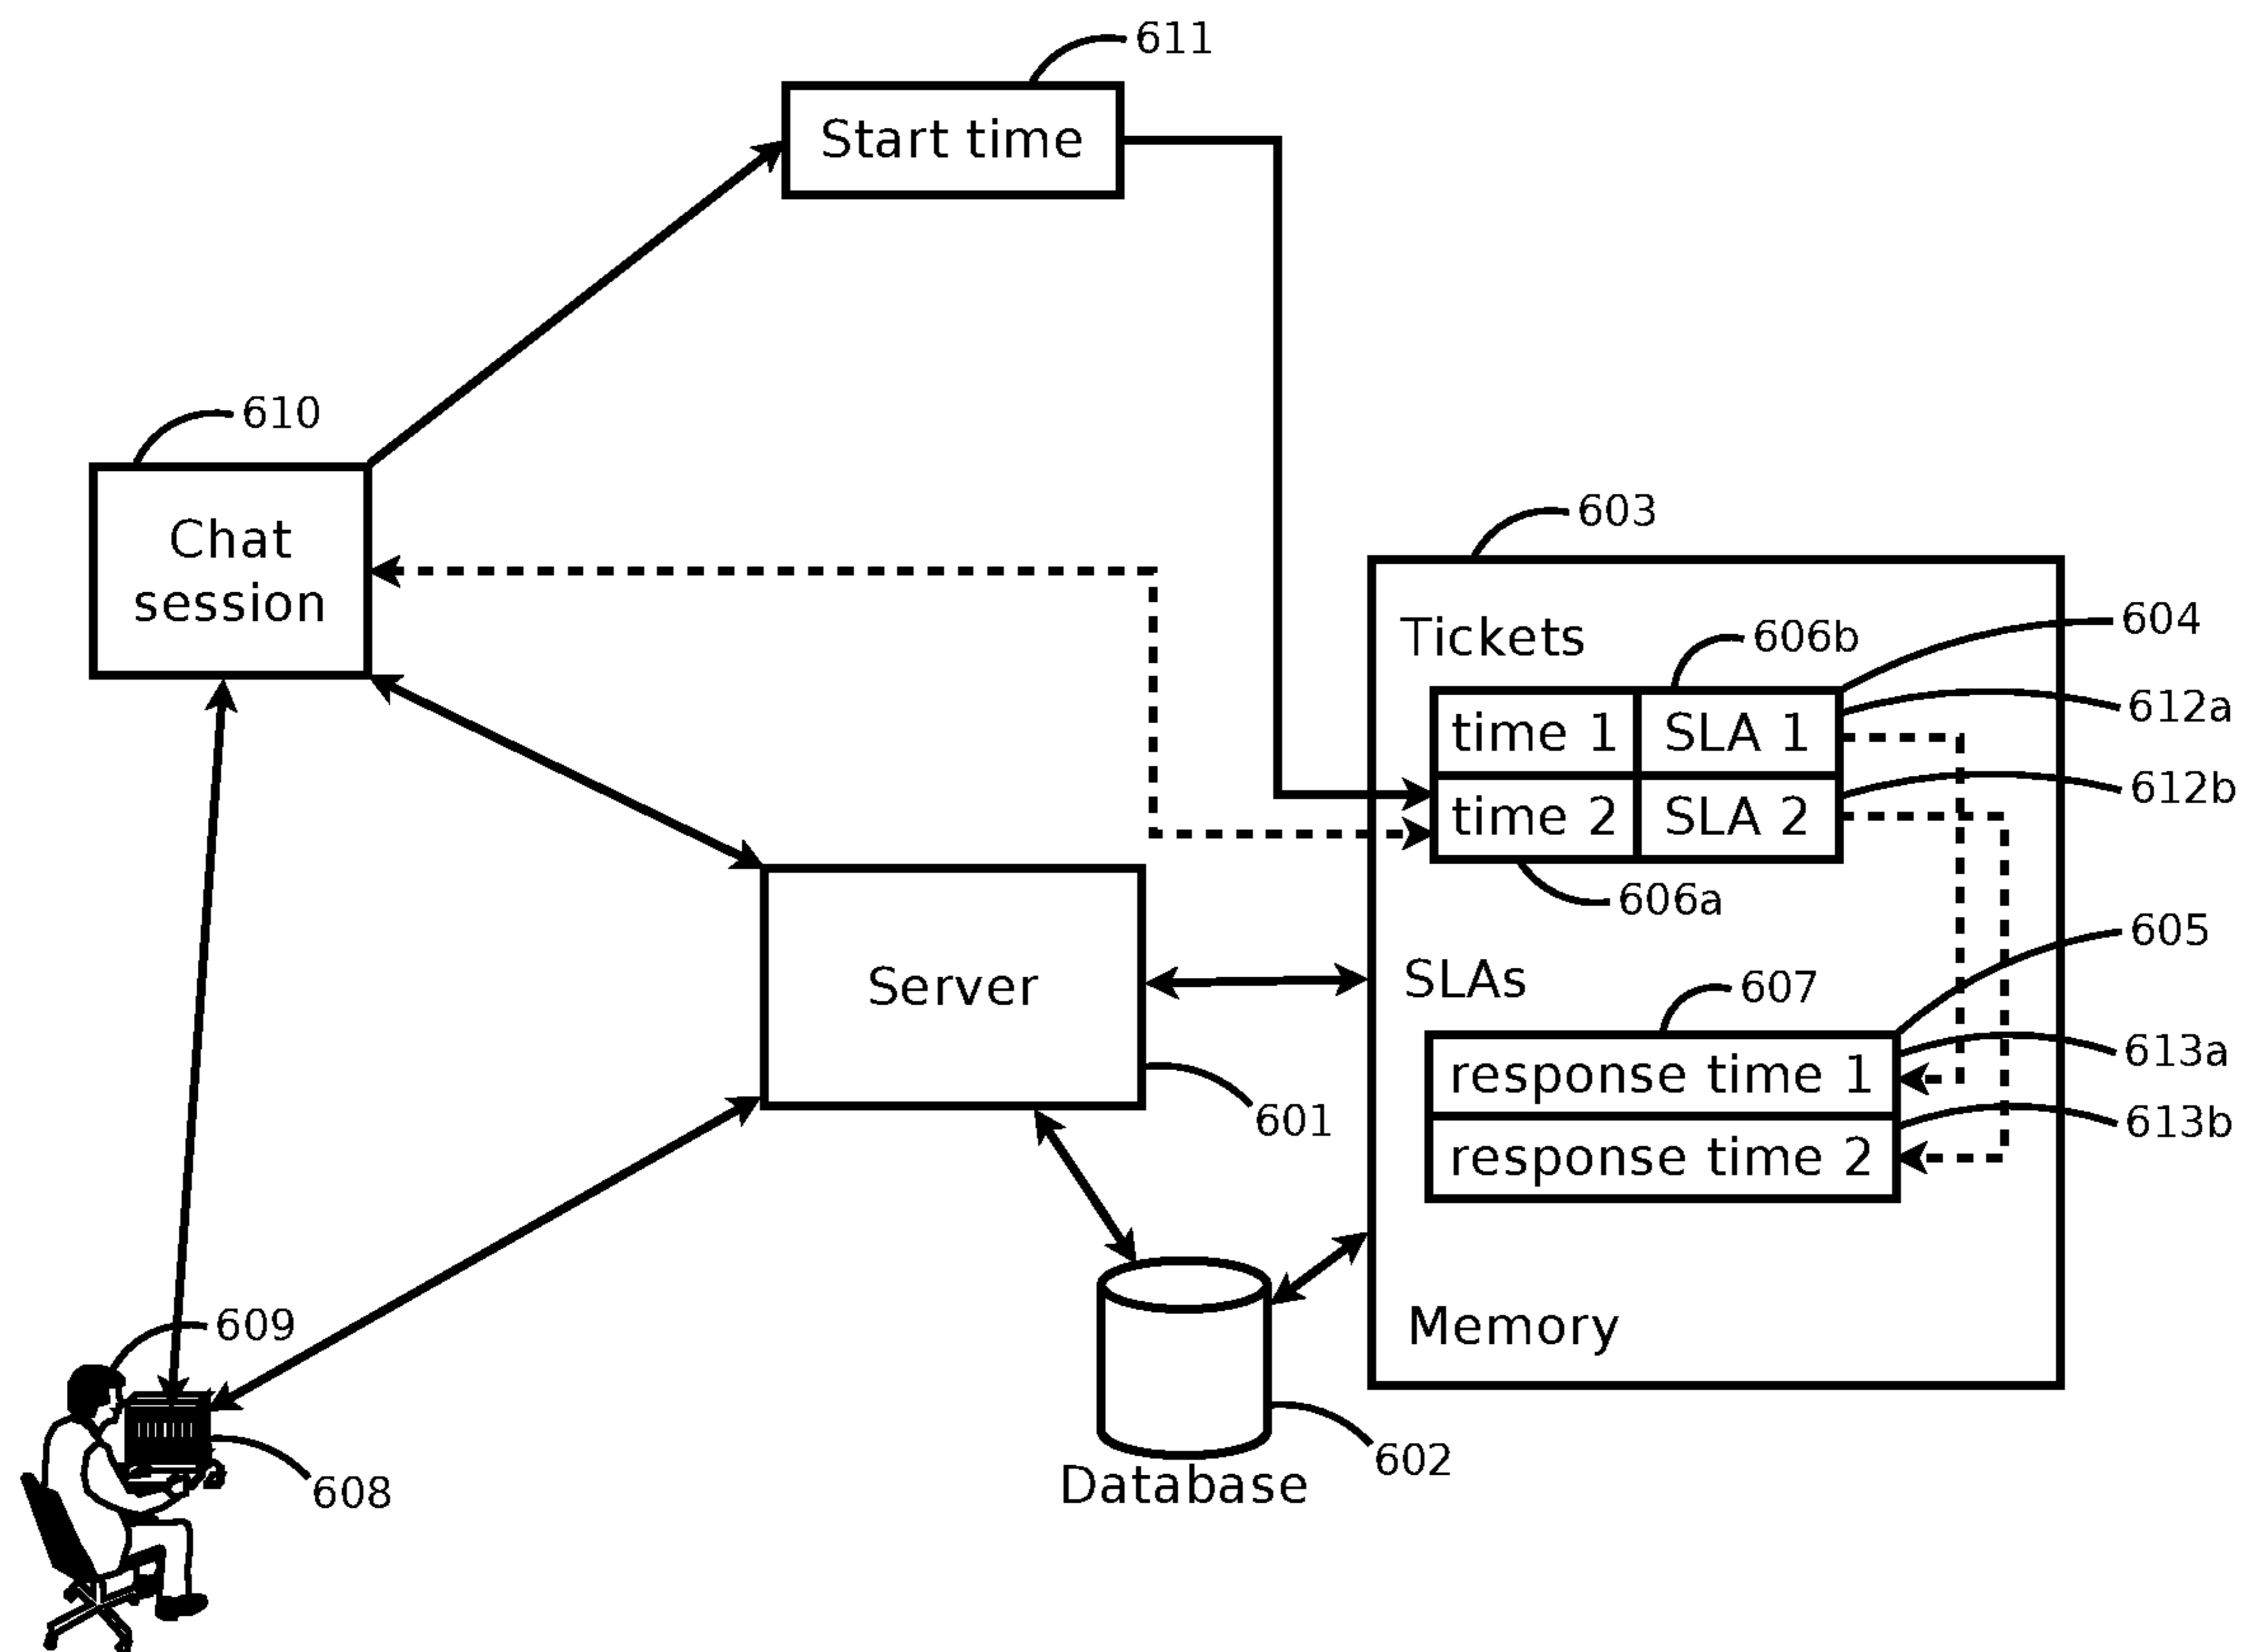 611
Start time
610
Chat
session
603
Tickets
606b
604
time 1
SLA 1
612a
time 2
SLA 2
612b
606a
605
SLAs
607
Server
response time 1
613a
response time 2
613b
601
609
Memory
608
602
Database